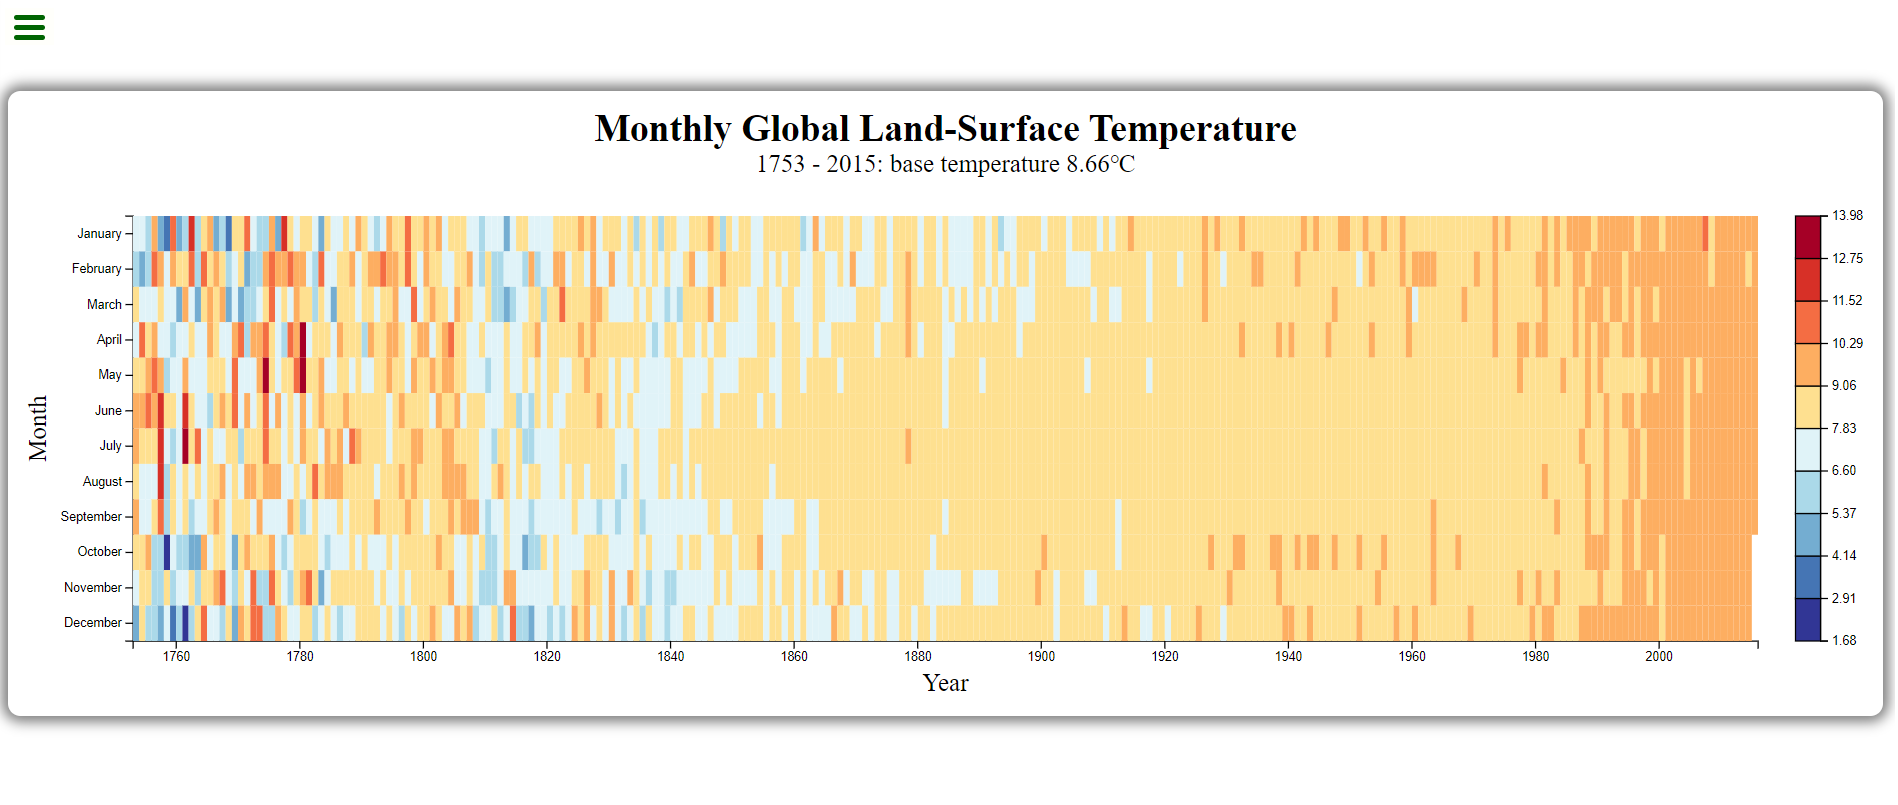 Monthly Global Land-Surface Temperature
1753 - 2015: base temperature 8.66℃
Month
January
February
March
April
May
June
July
August
September
October
November
December
1760 1780 1800 1820 1840 1860 1880 1900 1920 1940 1960 1980 2000
Year
13.98
12.75
11.52
10.29
9.06
7.83
6.60
5.37
4.14
2.91
1.68